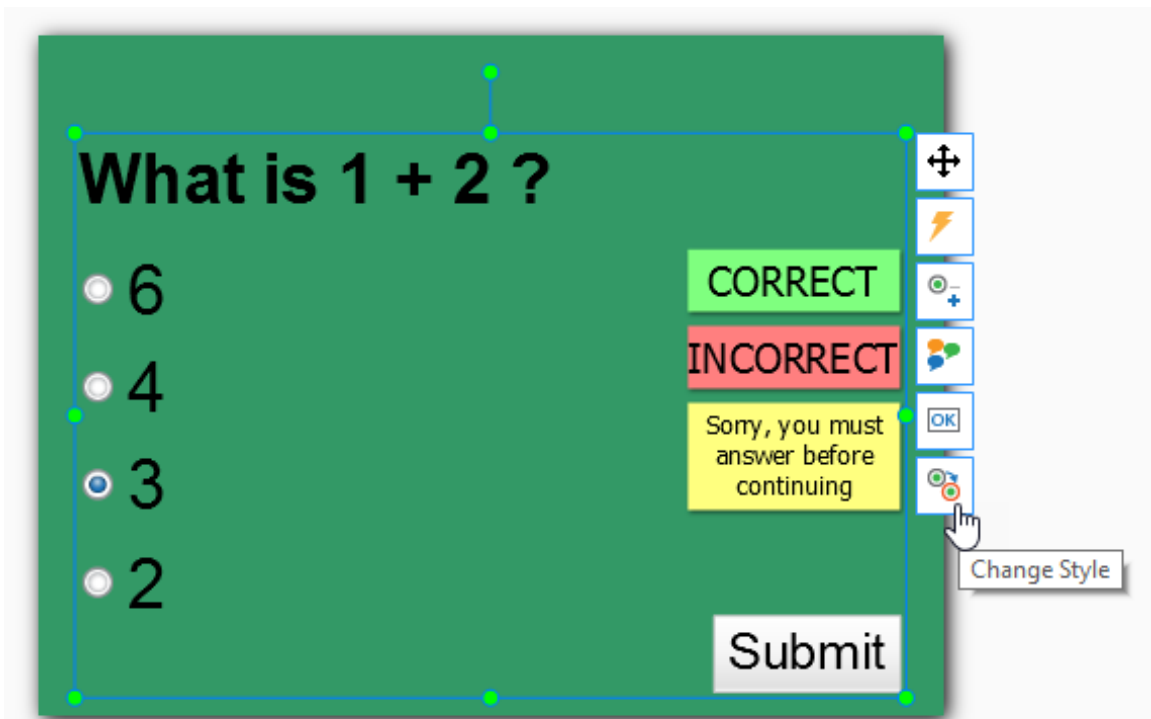 What is 1 + 2 ?
6
4
3
2
CORRECT
INCORRECT
Sorry, you must
answer before
continuing
Submit
OK
Change Style